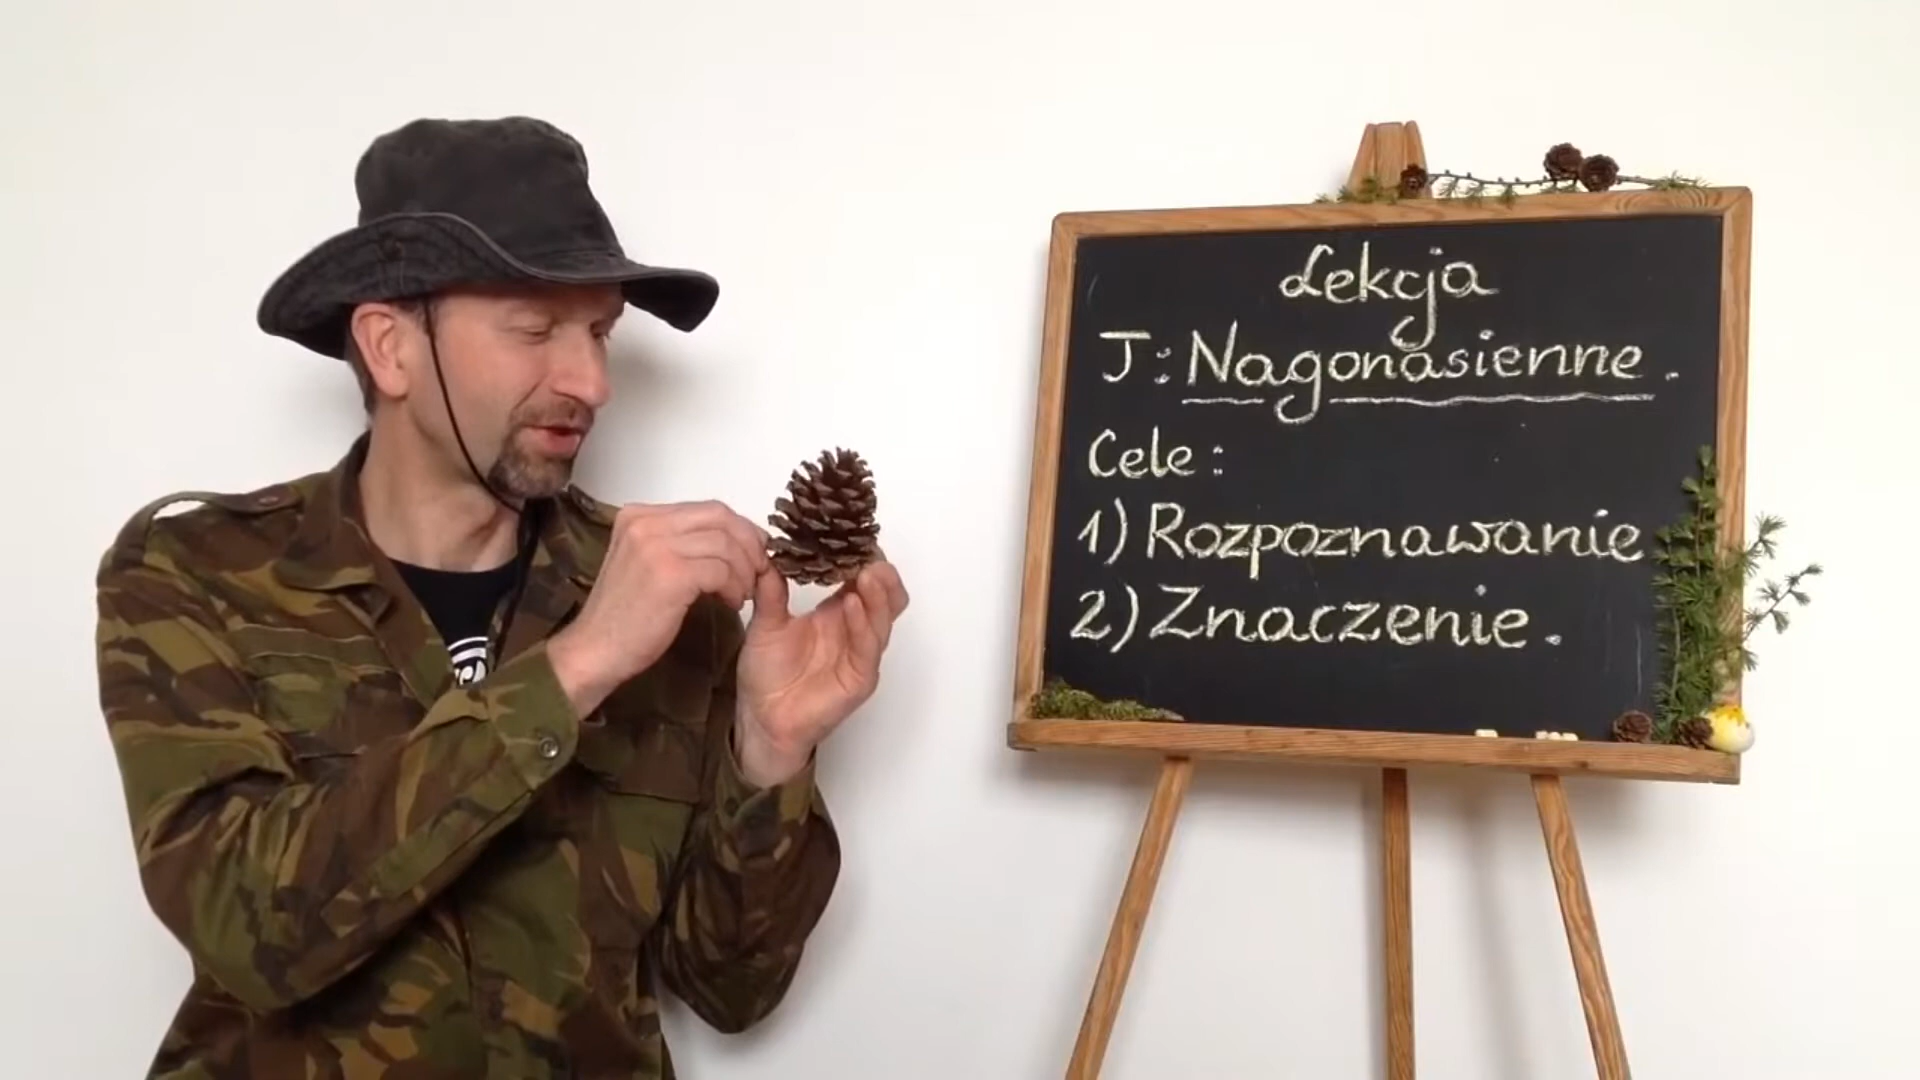 Lekcja
T: Nagonasienne.
Cele:
1) Rozpoznawanie
2) Znaczenie.